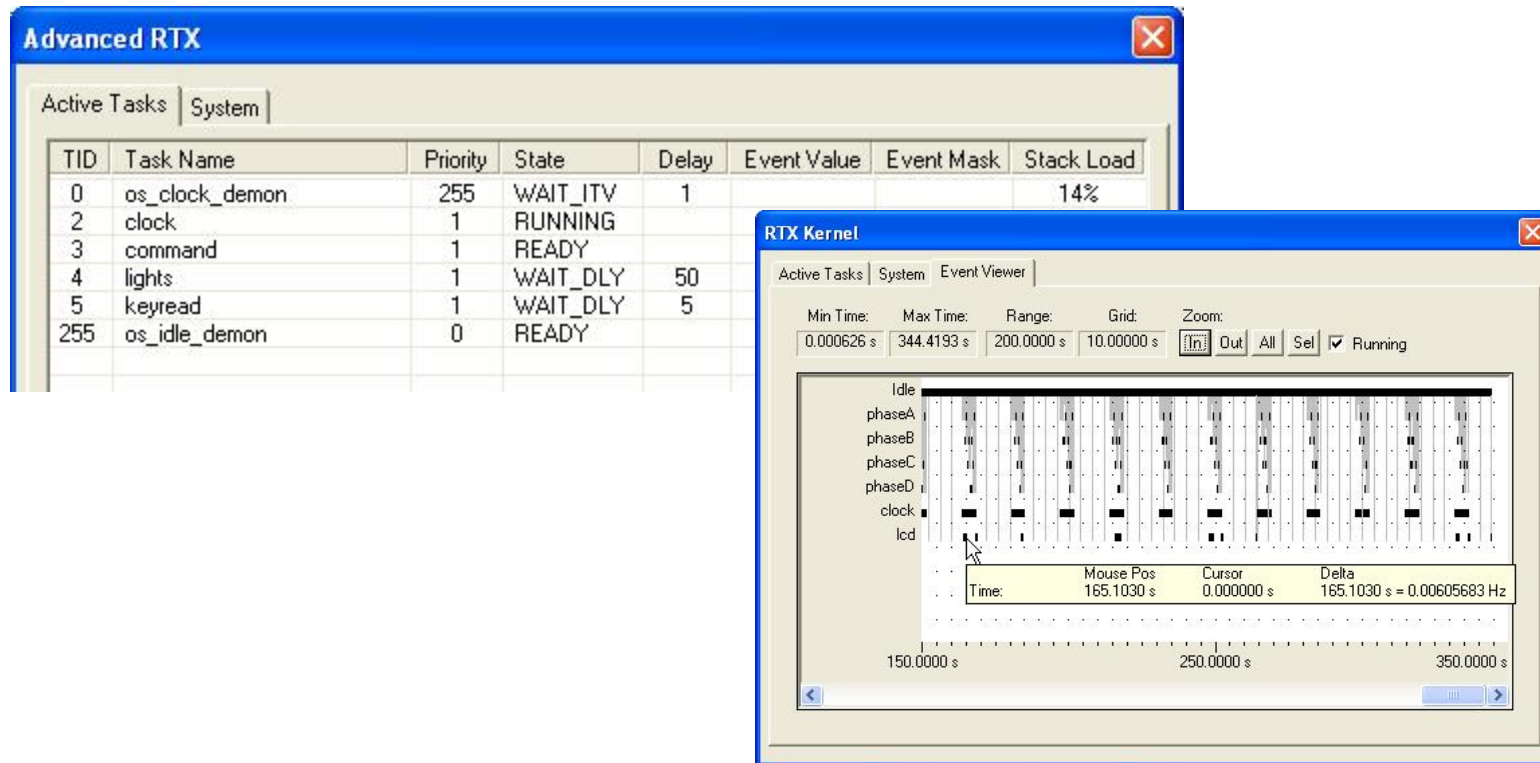 Advanced RTX
Active Tasks System
TID Task Name Priority State Delay Event Value Event Mask Stack Load
0 os_clock_demon 255 WAIT_ITV 1 14%
2 clock 1 RUNNING
3 command 1 READY
4 lights 1 WAIT_DLY 50
5 keyread 1 WAIT_DLY 5
255 os_idle_demon 0 READY
RTX Kernel
Active Tasks System Event Viewer
Min Time: Max Time: Range: Grid: Zoom:
0.000626 s 344.4193 s 200.0000 s 10.00000 s In Out All Sel Running
Idle
phaseA
phaseB
phaseC
phaseD
clock
lcd
Mouse Pos Cursor Delta
Time: 165.1030 s 0.000000 s 165.1030 s = 0.00605683 Hz
150.0000 s 250.0000 s 350.0000 s